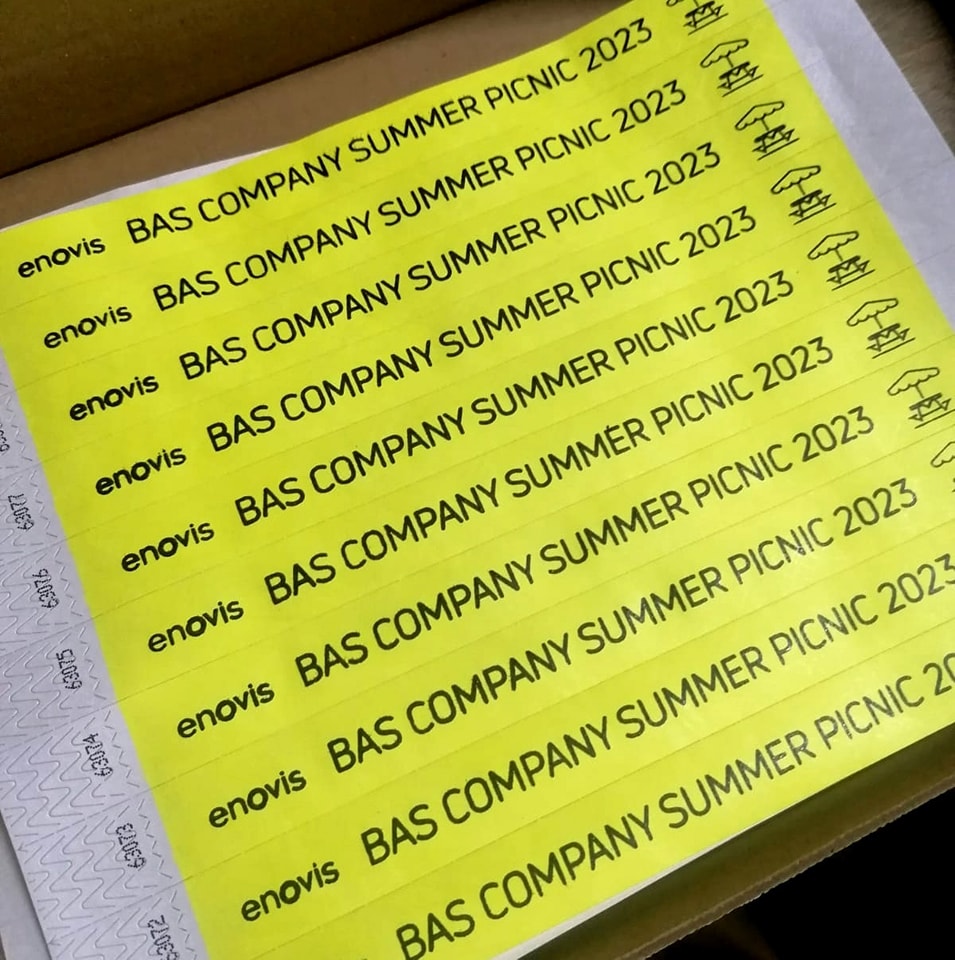 enovis BAS COMPANY SUMMER PICNIC 2023
enovis BAS COMPANY SUMMER PICNIC 2023
enovis BAS COMPANY SUMMER PICNIC 2023
enovis BAS COMPANY SUMMER PICNIC 2023
enovis BAS COMPANY SUMMER PICNIC 2023
enovis BAS COMPANY SUMMER PICNIC 2023
enovis BAS COMPANY SUMMER PICNIC 2023
enovis BAS COMPANY SUMMER PICNIC 2023
enovis BAS COMPANY SUMMER PICNIC 2023
BAS COMPANY SUMMER PICNIC 20
63077
63076
63075
63074
63073
63072